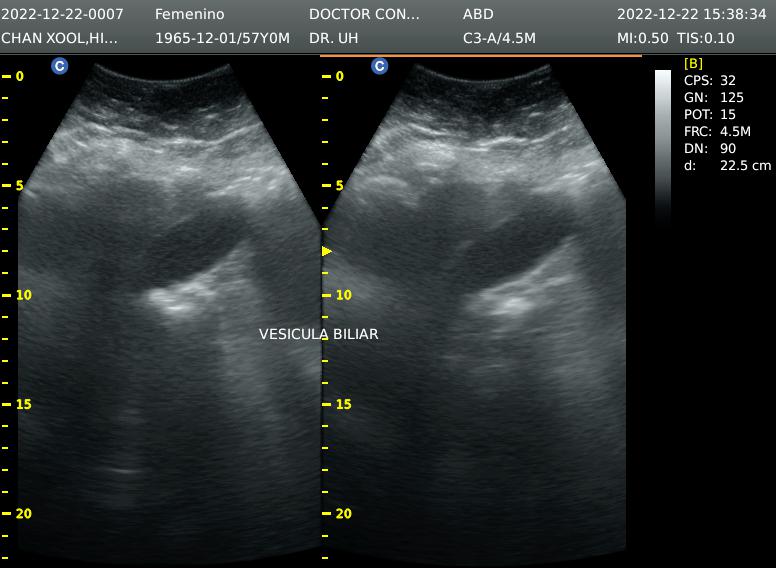 2022-12-22-0007 Femenino DOCTOR CON... ABD 2022-12-22 15:38:34
CHAN XOOL,HI... 1965-12-01/57Y0M DR. UH C3-A/4.5M MI:0.50 TIS:0.10
C C [B]
0 0
CPS: 32
GN: 125
POT: 15
FRC: 4.5M
DN: 90
d: 22.5 cm
5 5
10 10
VESICULA BILIAR
15 15
20 20